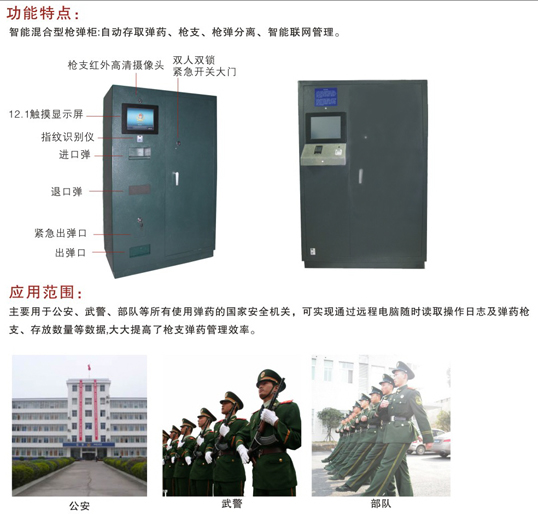 功能特点:
智能混合型枪弹柜:自动存取弹药、枪支、枪弹分离、智能联网管理。
枪支红外高清摄像头
双人双锁
紧急开关大门
12.1触摸显示屏
指纹识别仪
进口弹
退口弹
紧急出弹口
出弹口
应用范围:
主要用于公安、武警、部队等所有使用弹药的国家安全机关，可实现通过远程电脑随时读取操作日志及弹药枪
支、存放数量等数据,大大提高了枪支弹药管理效率。
公安
武警
部队